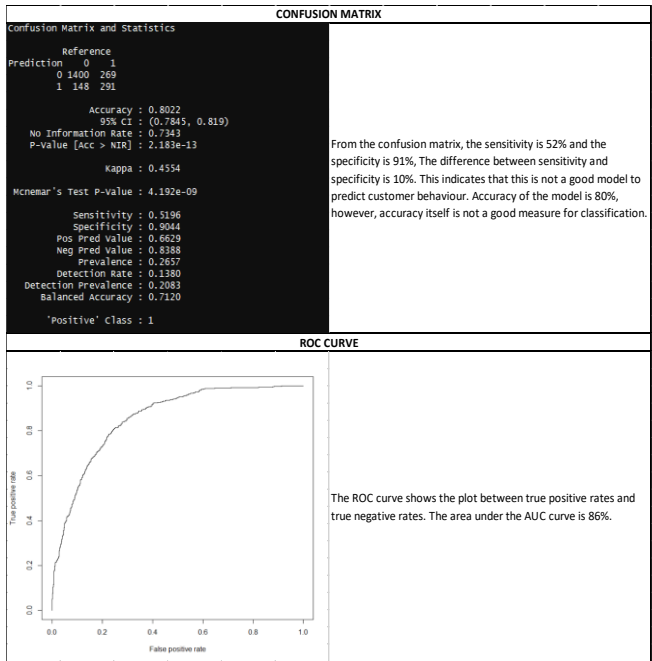 CONFUSION MATRIX
Confusion Matrix and Statistics
Reference
Prediction 0 1
0 1400 269
1 148 291
Accuracy : 0.8022
95% CI : (0.7845, 0.819)
No Information Rate : 0.7343
P-Value [Acc > NIR] : 2.183e-13
Kappa : 0.4554
Mcnemar's Test P-Value : 4.192e-09
Sensitivity : 0.5196
Specificity : 0.9044
Pos Pred Value : 0.6629
Neg Pred Value : 0.8388
Prevalence : 0.2657
Detection Rate : 0.1380
Detection Prevalence : 0.2083
Balanced Accuracy : 0.7120
'Positive' Class : 1
From the confusion matrix, the sensitivity is 52% and the
specificity is 91%, The difference between sensitivity and
specificity is 10%. This indicates that this is not a good model to
predict customer behaviour. Accuracy of the model is 80%,
however, accuracy itself is not a good measure for classification.
ROC CURVE
True positive rate
1.0
0.8
0.6
0.4
0.2
0.0
0.0 0.2 0.4 0.6 0.8 1.0
False positive rate
The ROC curve shows the plot between true positive rates and
true negative rates. The area under the AUC curve is 86%.